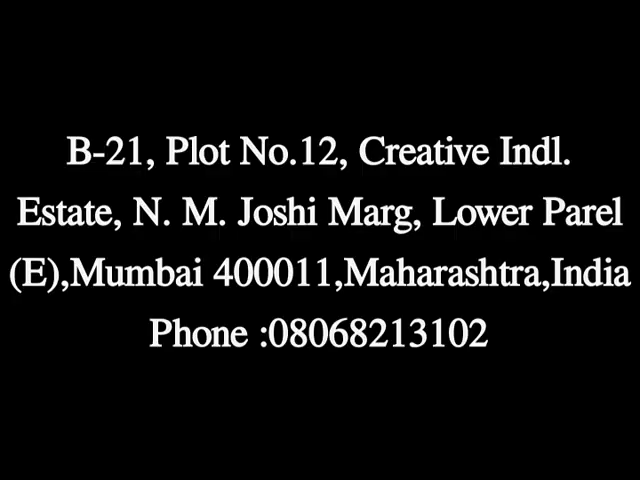 B-21, Plot No.12, Creative Indl.
Estate, N. M. Joshi Marg, Lower Parel
(E),Mumbai 400011,Maharashtra,India
Phone :08068213102